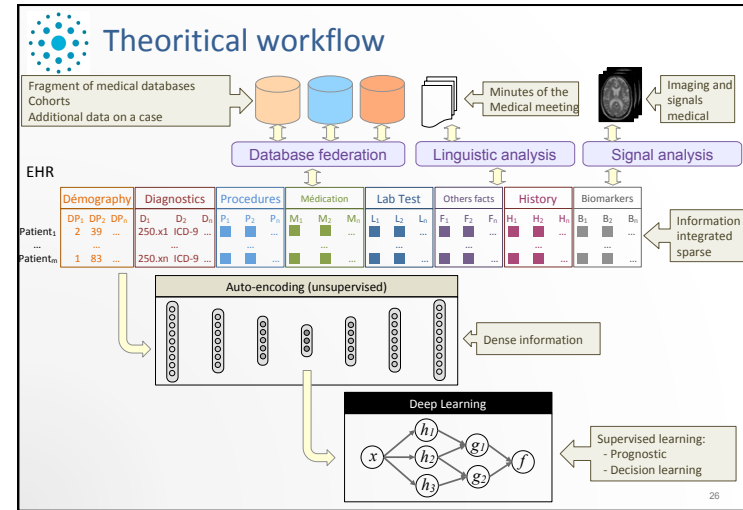 Theoritical workflow
Fragment of medical databases
Cohorts
Additional data on a case
Minutes of the
Medical meeting
Imaging and
signals
medical
Database federation
Linguistic analysis
Signal analysis
EHR
Démography Diagnostics Procedures Médication Lab Test Others facts History Biomarkers
DP1 DP2 DPn D1 D2 Dn P1 P2 Pn M1 M2 Mn L1 L2 Ln F1 F2 Fn H1 H2 Hn B1 B2 Bn
Patient1 2 39 ... 250.x1 ICD-9 ... ... ... ... ... ... ...
... ... ... ... ... ... ... ... ...
Patientm 1 83 ... 250.xn ICD-9 ... ... ... ... ... ... ...
Information
integrated
sparse
Auto-encoding (unsupervised)
Dense information
Deep Learning
x h1 h2 h3 g1 g2 f
Supervised learning:
- Prognostic
- Decision learning
26